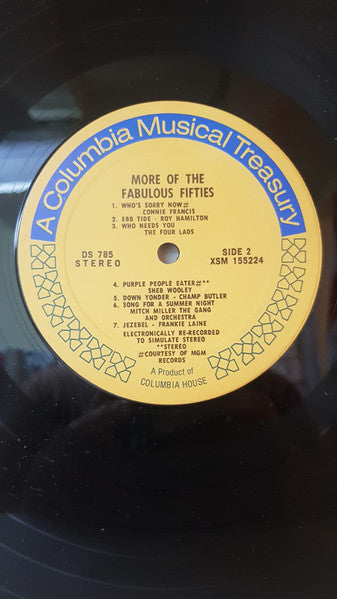 A Columbia Musical Treasury
MORE OF THE
FABULOUS FIFTIES
1. WHO'S SORRY NOW#
CONNIE FRANCIS
2. EBB TIDE - ROY HAMILTON
3. WHO NEEDS YOU
THE FOUR LADS
DS 785
STEREO
SIDE 2
XSM 155224
4. PURPLE PEOPLE EATER#**
SHEB WOOLEY
5. DOWN YONDER - CHAMP BUTLER
6. SONG FOR A SUMMER NIGHT
MITCH MILLER THE GANG
AND ORCHESTRA
7. JEZEBEL - FRANKIE LAINE
ELECTRONICALLY RE-RECORDED
TO SIMULATE STEREO
**STEREO
#COURTESY OF MGM
RECORDS
A Product of
COLUMBIA HOUSE